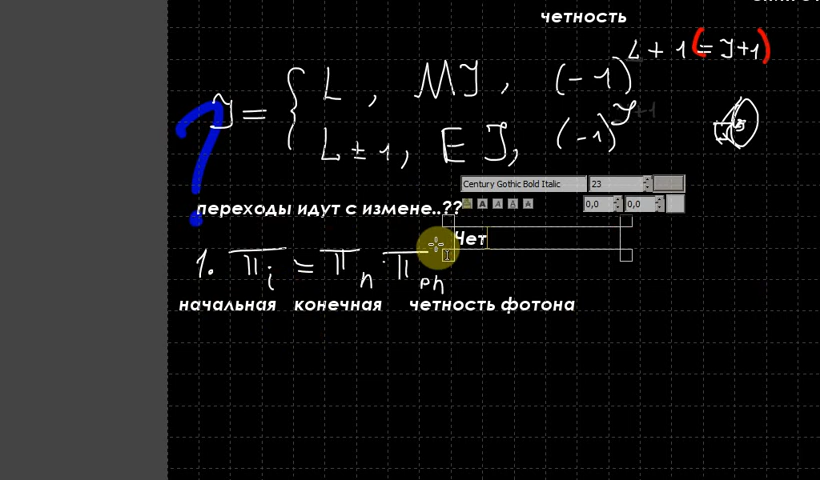 четность
L + 1 (= J+1)
J = { L , MJ , (-1)
L ± 1 , EJ, (-1)^J+1
Century Gothic Bold Italic 23
0,0 0,0
переходы идут с измене..??
Чет
1. π_i = π_n π_ph
начальная конечная четность фотона